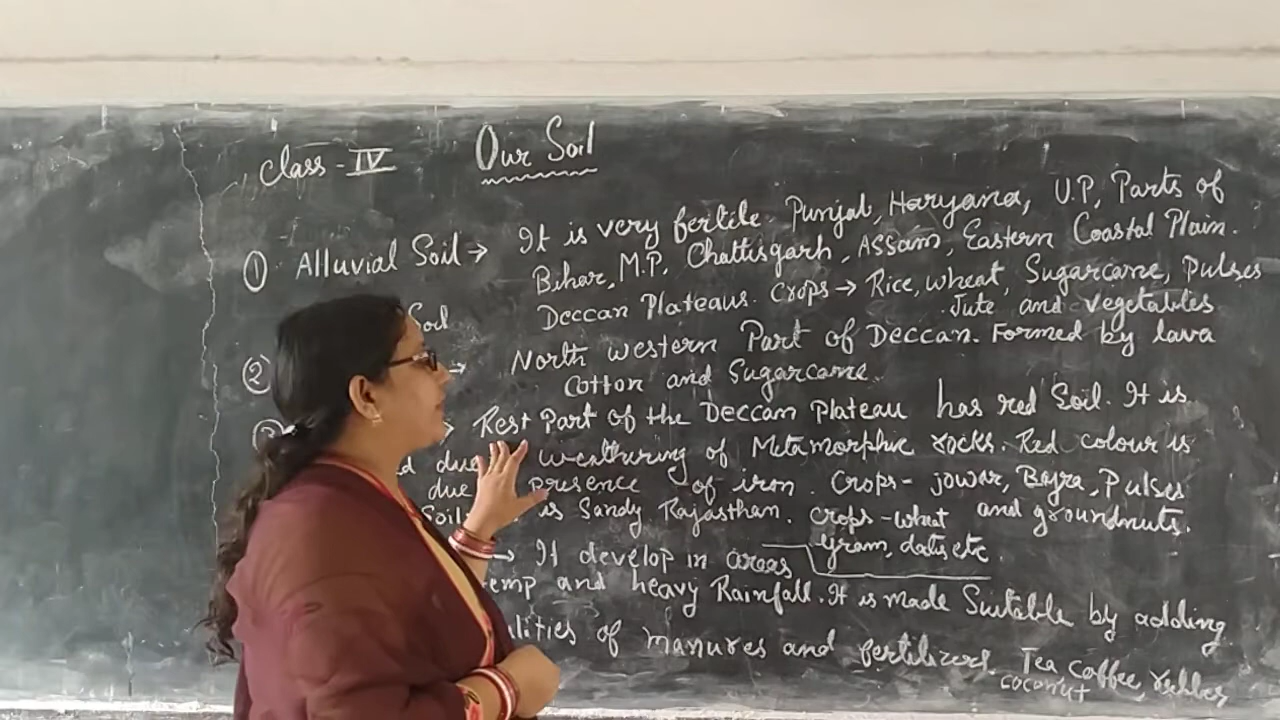 Class - IV Our Soil
① Alluvial Soil → It is very fertile. Punjab, Haryana, U.P, Parts of
Bihar, M.P. Chattisgarh, Assam, Eastern Coastal Plain.
Deccan Plateaus. Crops → Rice, wheat, Sugarcane, Pulses
Jute and vegetables
② Soil → North western Part of Deccan. Formed by lava
Cotton and Sugarcane.
Rest Part of the Deccan Plateau has red Soil. It is
due weathering of Metamorphic rocks. Red colour is
due presence of iron. Crops - jowar, Bajra, Pulses
and groundnuts.
Soil is Sandy Rajasthan. Crops - wheat
gram, dates etc.
→ It develop in areas
temp and heavy Rainfall. It is made Suitable by adding
of manures and fertilizers. Tea Coffee, rubber
coconut